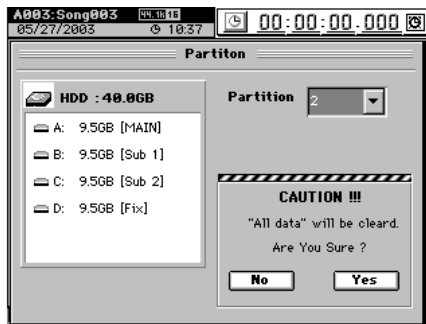 A003:Song003 44.1k 16
05/27/2003 10:37
00:00:00.000
Partiton
HDD :40.0GB
A: 9.5GB [MAIN]
B: 9.5GB [Sub 1]
C: 9.5GB [Sub 2]
D: 9.5GB [Fix]
Partition 2
CAUTION !!!
"All data" will be cleard.
Are You Sure ?
No Yes